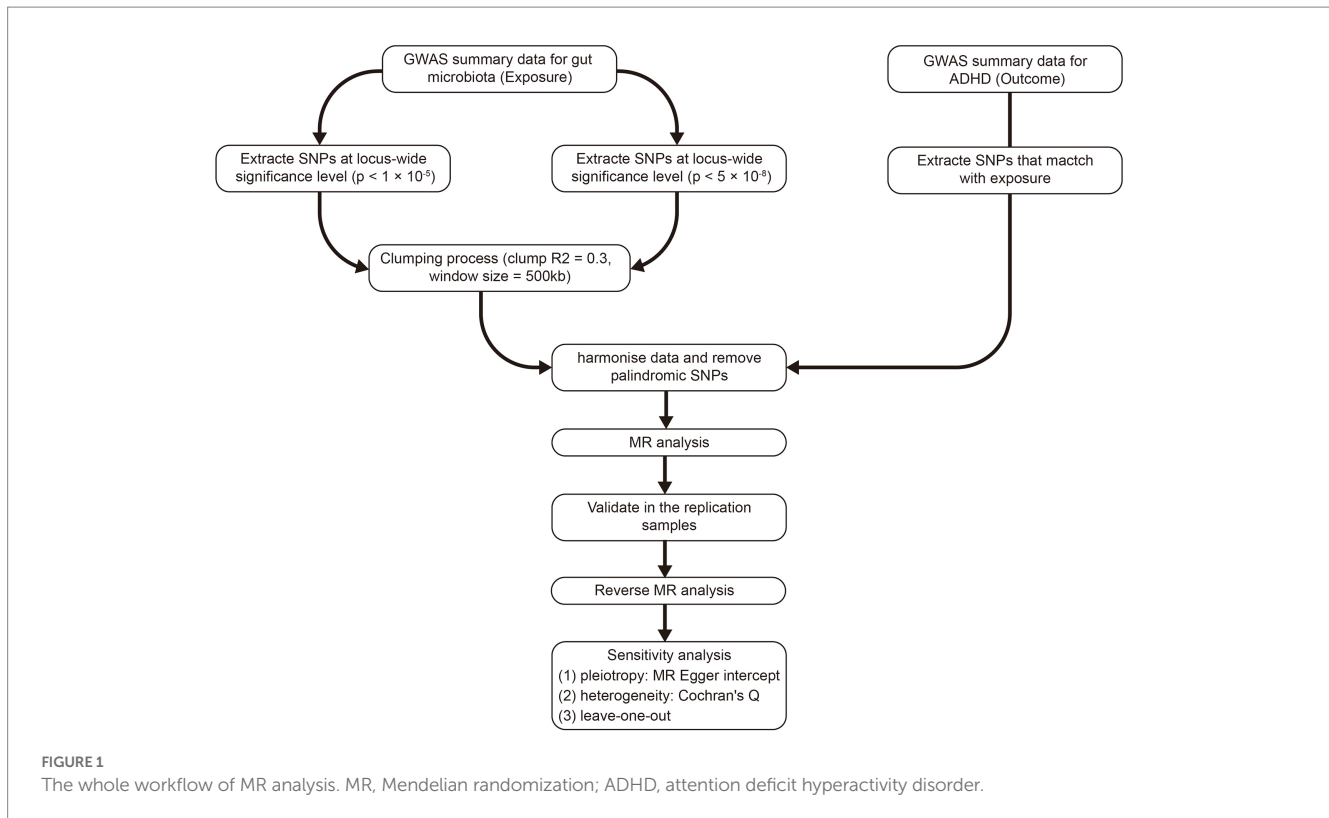 GWAS summary data for gut
microbiota (Exposure)
GWAS summary data for
ADHD (Outcome)
Extracte SNPs at locus-wide
significance level (p < 1 × 10⁻⁵)
Extracte SNPs at locus-wide
significance level (p < 5 × 10⁻⁸)
Extracte SNPs that mactch
with exposure
Clumping process (clump R2 = 0.3,
window size = 500kb)
harmonise data and remove
palindromic SNPs
MR analysis
Validate in the replication
samples
Reverse MR analysis
Sensitivity analysis
(1) pleiotropy: MR Egger intercept
(2) heterogeneity: Cochran's Q
(3) leave-one-out
FIGURE 1
The whole workflow of MR analysis. MR, Mendelian randomization; ADHD, attention deficit hyperactivity disorder.